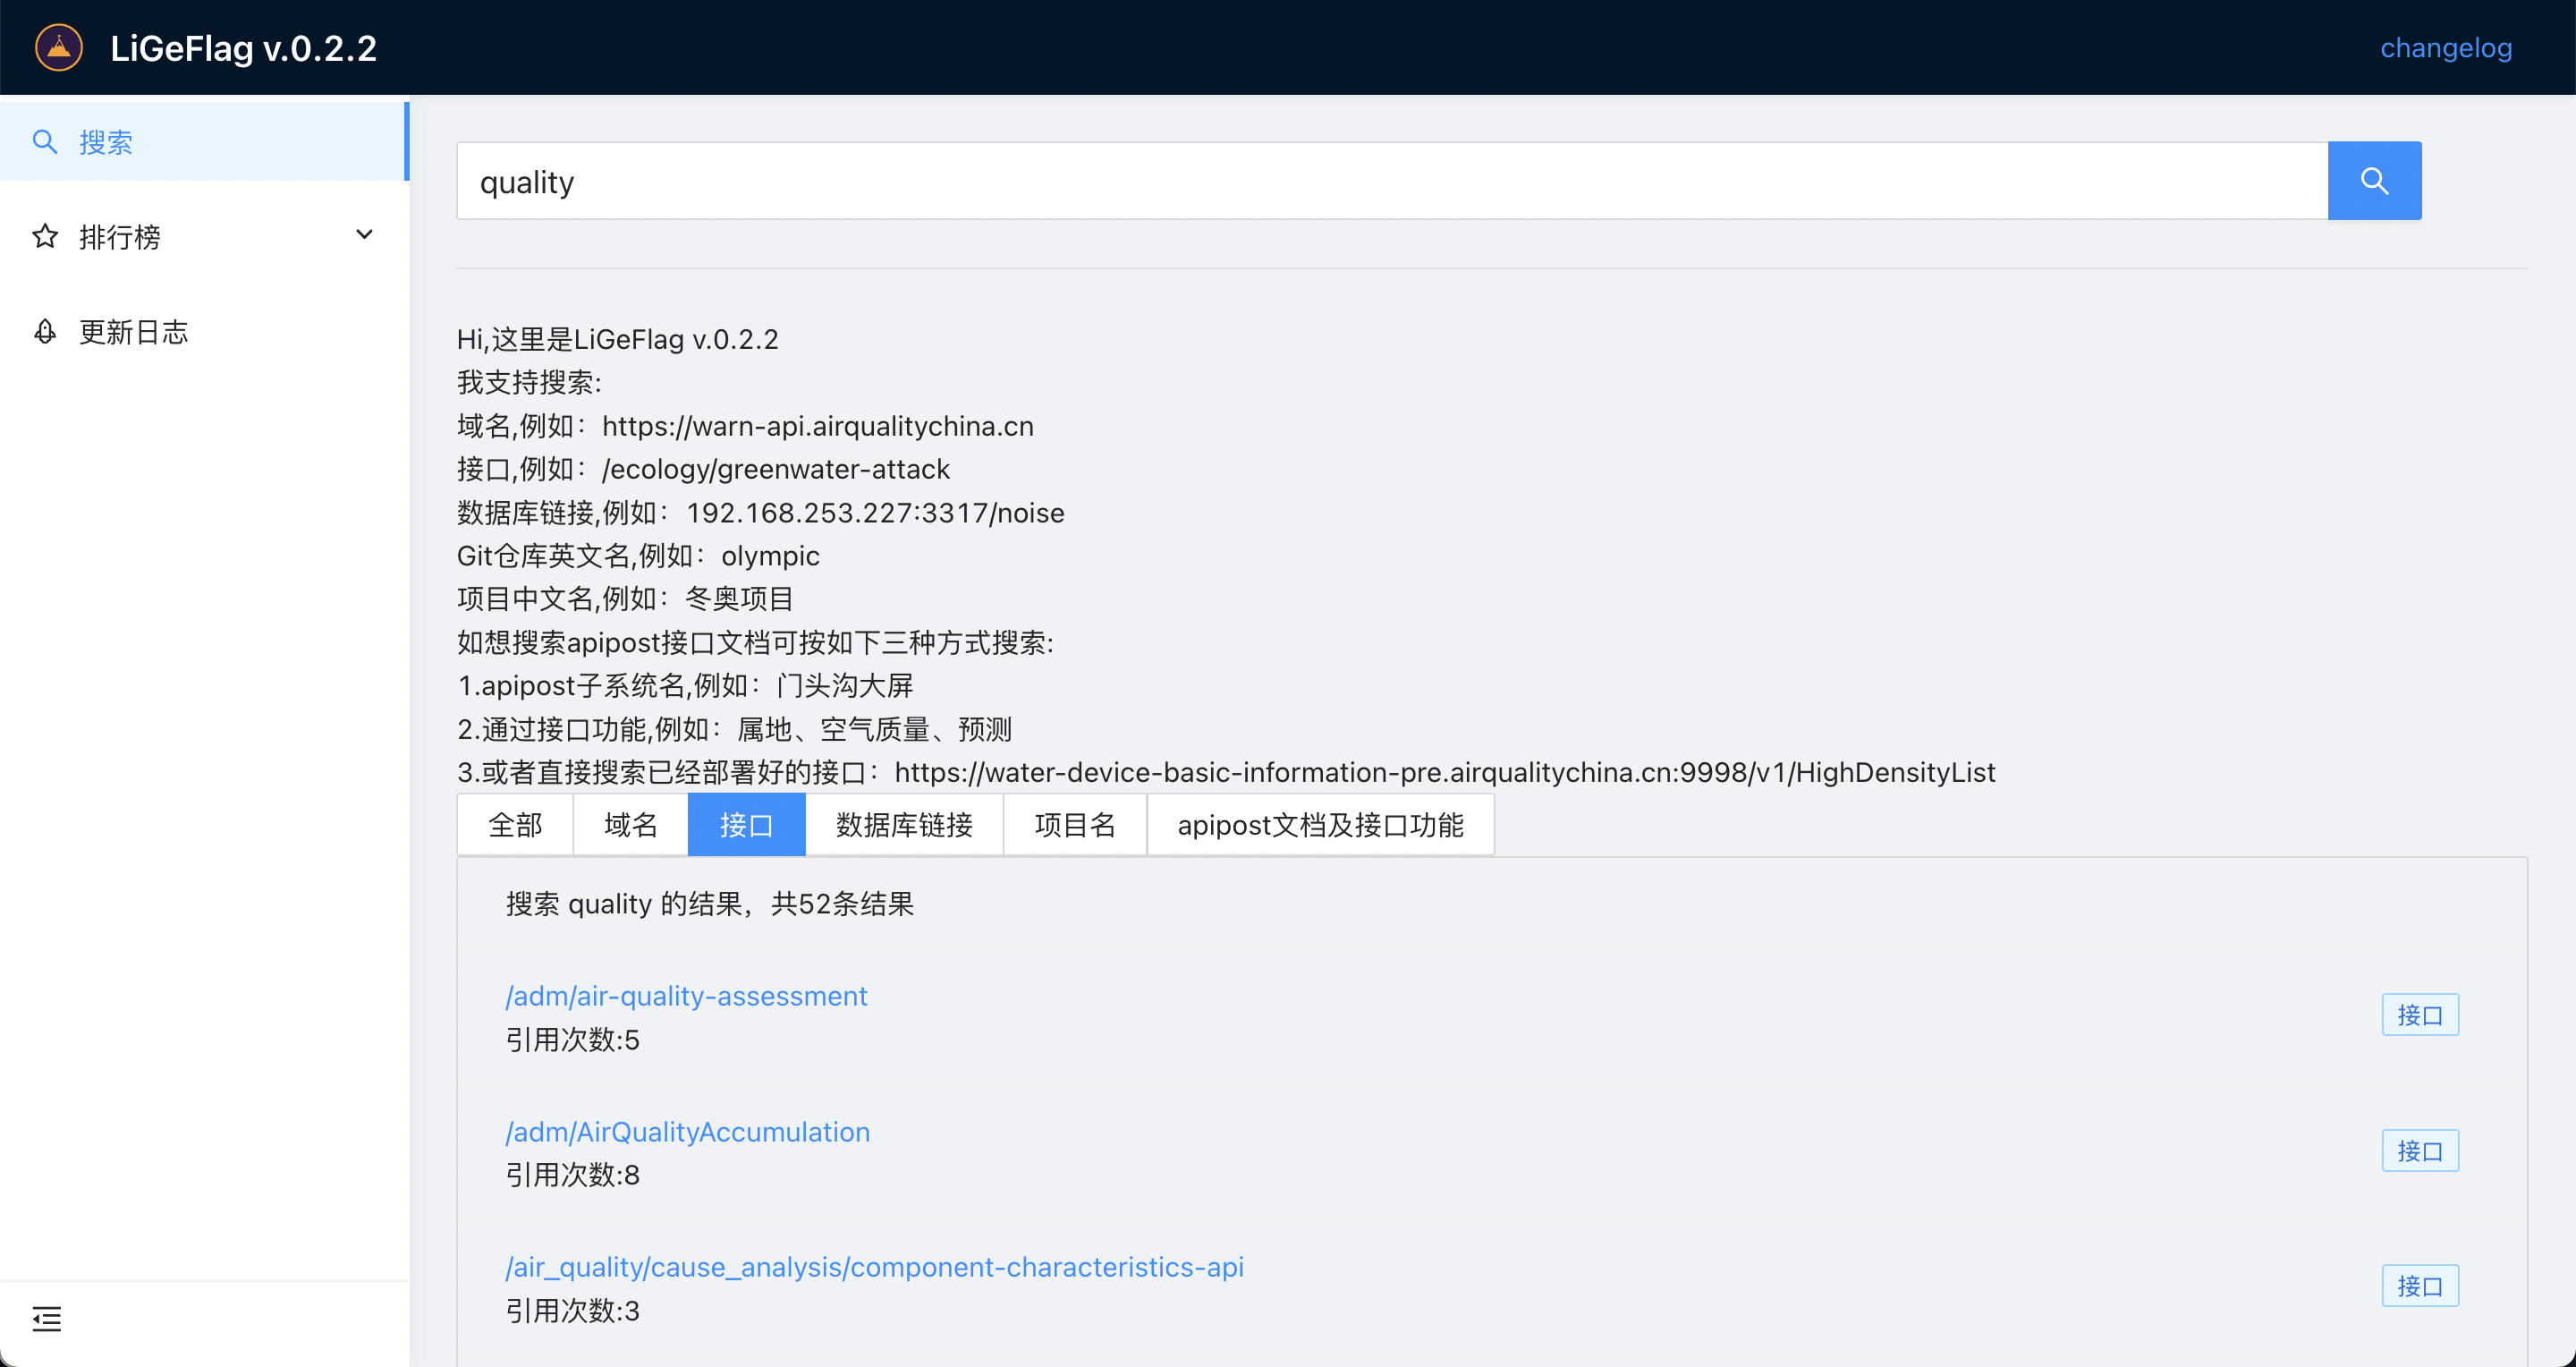 LiGeFlag v.0.2.2
changelog
搜索
排行榜
更新日志
quality
Hi,这里是LiGeFlag v.0.2.2
我支持搜索:
域名,例如：https://warn-api.airqualitychina.cn
接口,例如：/ecology/greenwater-attack
数据库链接,例如：192.168.253.227:3317/noise
Git仓库英文名,例如：olympic
项目中文名,例如：冬奥项目
如想搜索apipost接口文档可按如下三种方式搜索:
1.apipost子系统名,例如：门头沟大屏
2.通过接口功能,例如：属地、空气质量、预测
3.或者直接搜索已经部署好的接口：https://water-device-basic-information-pre.airqualitychina.cn:9998/v1/HighDensityList
全部 域名 接口 数据库链接 项目名 apipost文档及接口功能
搜索 quality 的结果，共52条结果
/adm/air-quality-assessment
引用次数:5
接口
/adm/AirQualityAccumulation
引用次数:8
接口
/air_quality/cause_analysis/component-characteristics-api
引用次数:3
接口